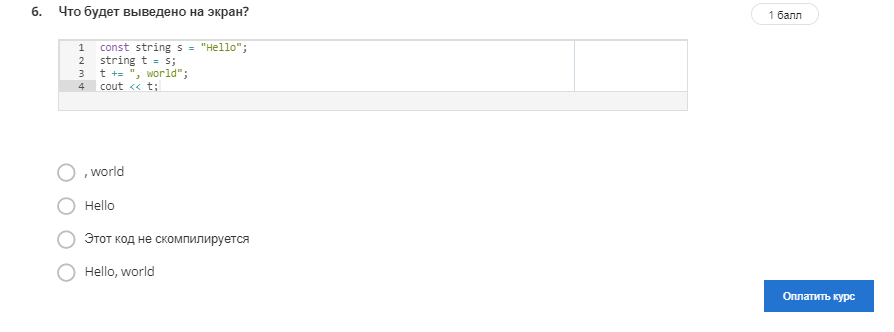 6. Что будет выведено на экран?
1 балл
1 const string s = "Hello";
2 string t = s;
3 t += ", world";
4 cout << t;
, world
Hello
Этот код не скомпилируется
Hello, world
Оплатить курс